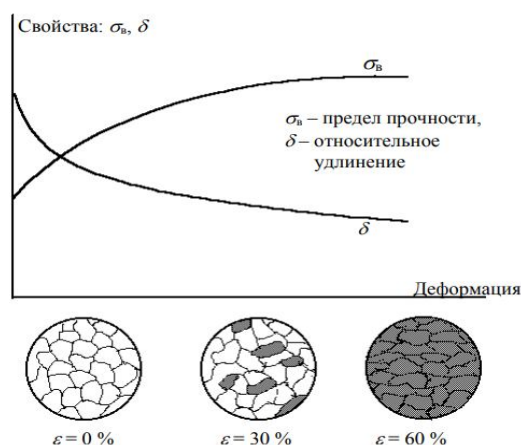 Свойства: σв, δ
σв
σв – предел прочности,
δ – относительное
удлинение
δ
Деформация
ε = 0 %
ε = 30 %
ε = 60 %